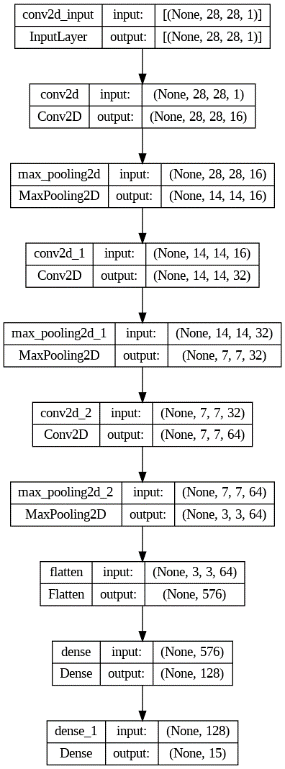 conv2d_input input: [(None, 28, 28, 1)]
InputLayer output: [(None, 28, 28, 1)]
conv2d input: (None, 28, 28, 1)
Conv2D output: (None, 28, 28, 16)
max_pooling2d input: (None, 28, 28, 16)
MaxPooling2D output: (None, 14, 14, 16)
conv2d_1 input: (None, 14, 14, 16)
Conv2D output: (None, 14, 14, 32)
max_pooling2d_1 input: (None, 14, 14, 32)
MaxPooling2D output: (None, 7, 7, 32)
conv2d_2 input: (None, 7, 7, 32)
Conv2D output: (None, 7, 7, 64)
max_pooling2d_2 input: (None, 7, 7, 64)
MaxPooling2D output: (None, 3, 3, 64)
flatten input: (None, 3, 3, 64)
Flatten output: (None, 576)
dense input: (None, 576)
Dense output: (None, 128)
dense_1 input: (None, 128)
Dense output: (None, 15)